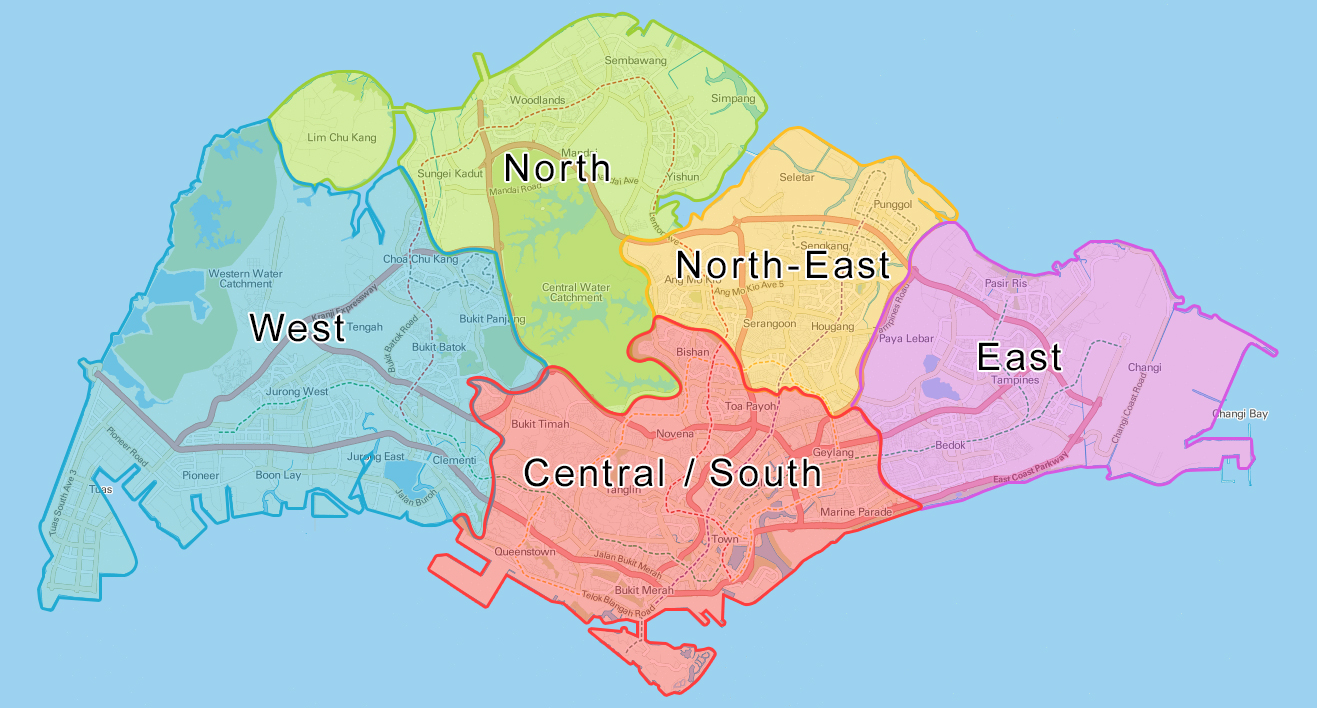 Sembawang
Woodlands
Simpang
Lim Chu Kang
Mandai
North
Sungei Kadut
Mandai Road
Mandai Ave
Yishun
Seletar
Punggol
Lentor Ave
Sengkang
Choa Chu Kang
North-East
Western Water
Catchment
Ang Mo Kio
Ang Mo Kio Ave 5
Pasir Ris
Central Water
Catchment
Kranji Expressway
Tampines Road
West
Tengah
Bukit Batok Road
Bukit Panjang
Serangoon
Hougang
Paya Lebar
Bukit Batok
Bishan
East
Changi
Tampines
Jurong West
Toa Payoh
Changi Coast Road
Changi Bay
Bukit Timah
Novena
Pioneer Road
Geylang
Bedok
Jurong East
Clementi
Central / South
Pioneer
Boon Lay
East Coast Parkway
Tuas
Jalan Buroh
Tanglin
Tuas South Ave 3
Marine Parade
Town
Queenstown
Jalan Bukit Merah
Bukit Merah
Telok Blangah Road